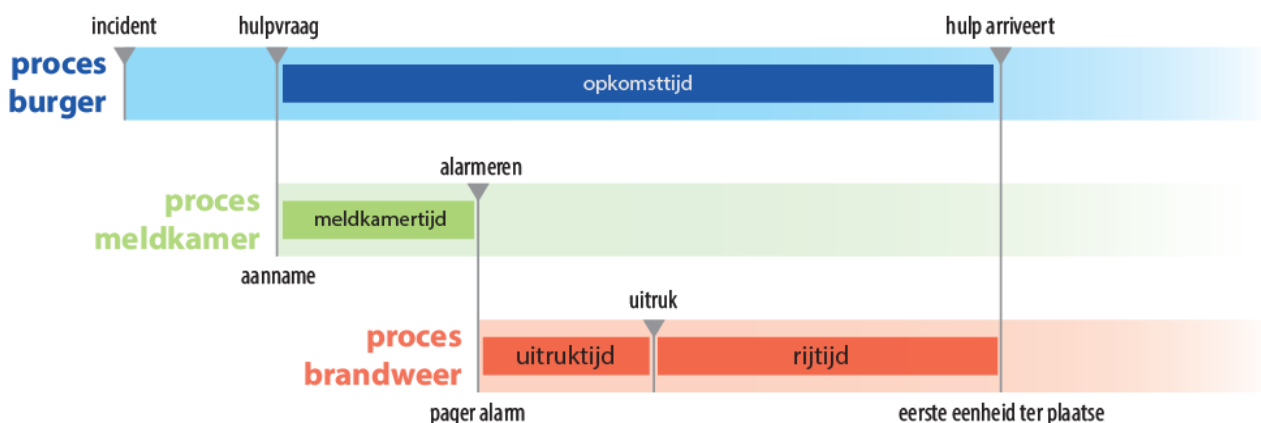 incident
hulpvraag
hulp arriveert
proces
burger
opkomsttijd
alarmeren
proces
meldkamer
meldkamertijd
aanname
uitruk
proces
brandweer
uitruktijd
rijtijd
pager alarm
eerste eenheid ter plaatse